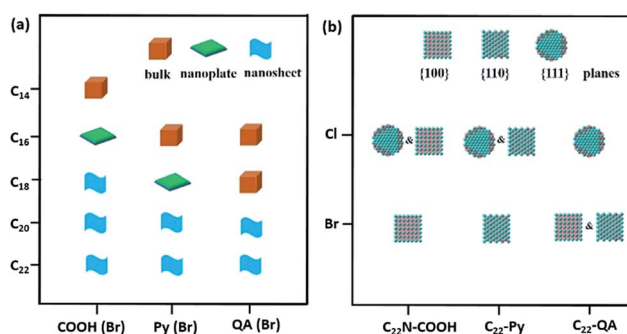 (a)
bulk nanoplate nanosheet
C₁₄
C₁₆
C₁₈
C₂₀
C₂₂
COOH (Br) Py (Br) QA (Br)
(b)
{100} {110} {111} planes
Cl & &
Br &
C₂₂N-COOH C₂₂-Py C₂₂-QA